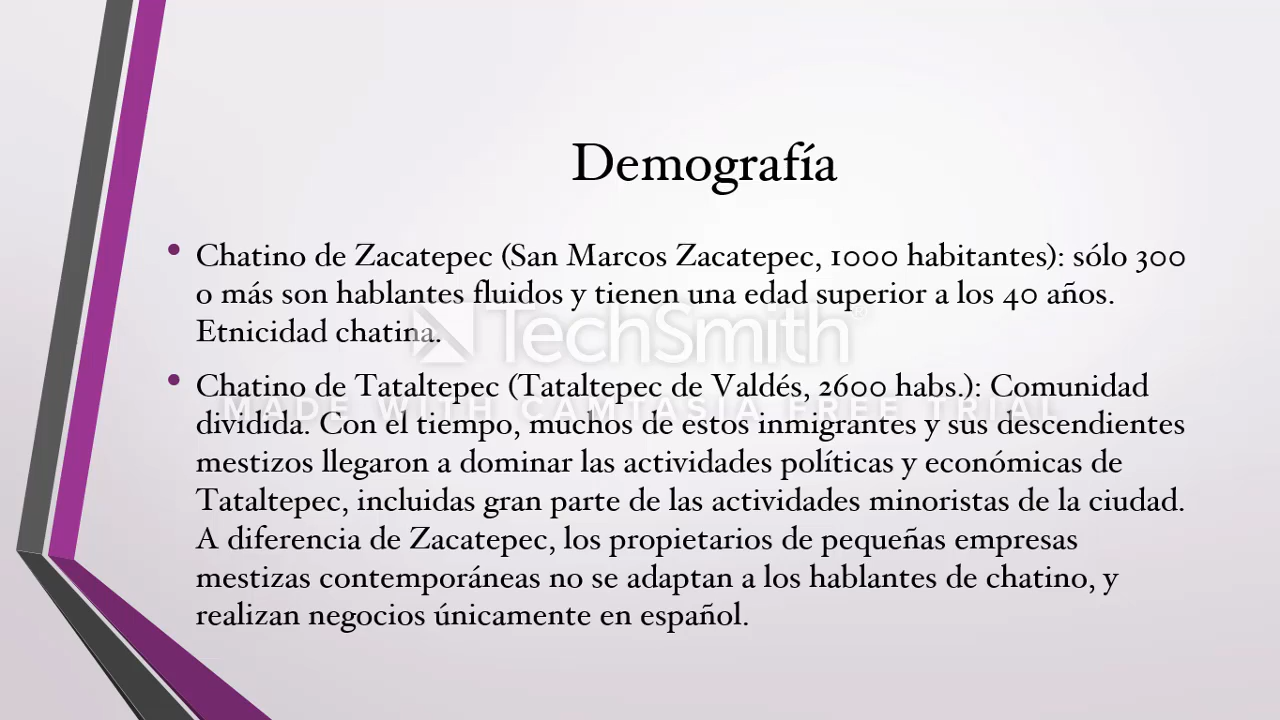 Demografía
• Chatino de Zacatepec (San Marcos Zacatepec, 1000 habitantes): sólo 300
o más son hablantes fluidos y tienen una edad superior a los 40 años.
Etnicidad chatina.
TechSmith®
• Chatino de Tataltepec (Tataltepec de Valdés, 2600 habs.): Comunidad
MADE WITH CAMTASIA FREE TRIAL
dividida. Con el tiempo, muchos de estos inmigrantes y sus descendientes
mestizos llegaron a dominar las actividades políticas y económicas de
Tataltepec, incluidas gran parte de las actividades minoristas de la ciudad.
A diferencia de Zacatepec, los propietarios de pequeñas empresas
mestizas contemporáneas no se adaptan a los hablantes de chatino, y
realizan negocios únicamente en español.